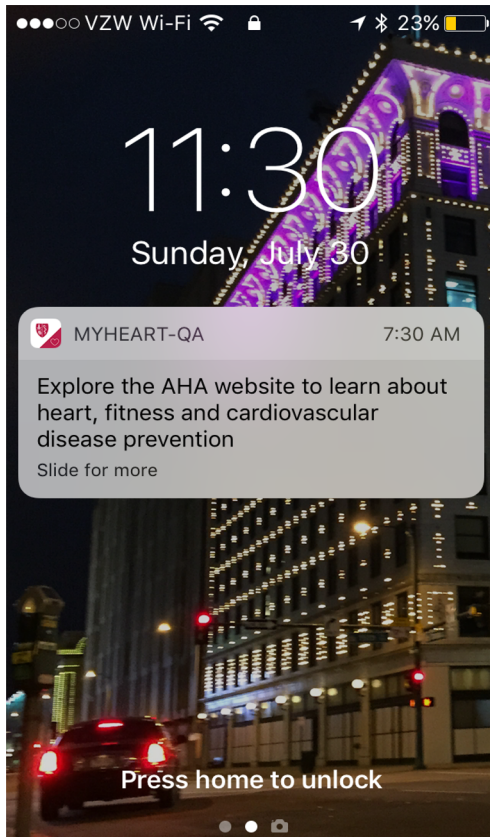 VZW Wi-Fi 23%
11:30
Sunday, July 30
MYHEART-QA 7:30 AM
Explore the AHA website to learn about
heart, fitness and cardiovascular
disease prevention
Slide for more
Press home to unlock